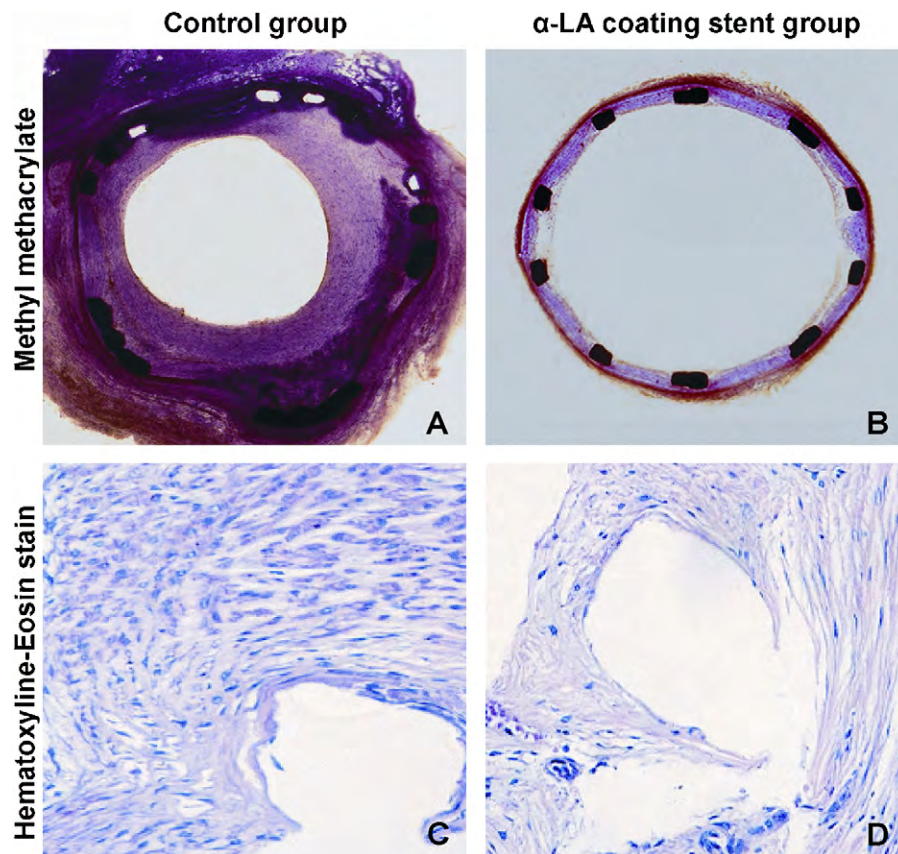 Control group
α-LA coating stent group
Methyl methacrylate
A
B
Hematoxyline-Eosin stain
C
D